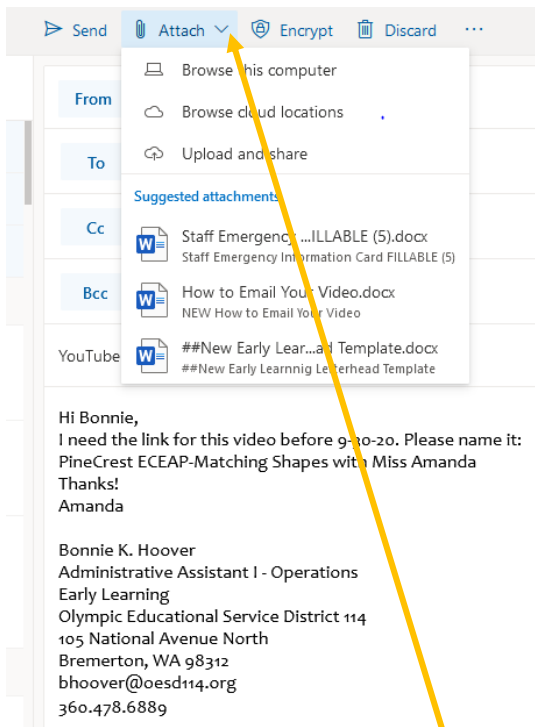 Send Attach Encrypt Discard ...
Browse this computer
From
Browse cloud locations
To
Upload and share
Suggested attachments
Cc
Staff Emergency ...ILLABLE (5).docx
Staff Emergency Information Card FILLABLE (5)
Bcc
How to Email Your Video.docx
NEW How to Email Your Video
YouTube
##New Early Lear...ad Template.docx
##New Early Learnnig Letterhead Template
Hi Bonnie,
I need the link for this video before 9-30-20. Please name it:
PineCrest ECEAP-Matching Shapes with Miss Amanda
Thanks!
Amanda
Bonnie K. Hoover
Administrative Assistant I - Operations
Early Learning
Olympic Educational Service District 114
105 National Avenue North
Bremerton, WA 98312
bhoover@oesd114.org
360.478.6889